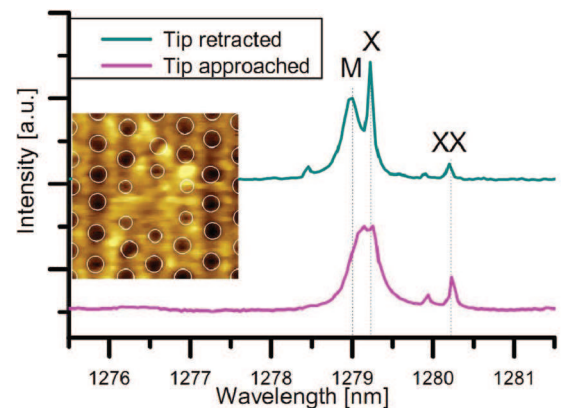 Tip retracted
Tip approached
M
X
XX
Intensity [a.u.]
1276 1277 1278 1279 1280 1281
Wavelength [nm]